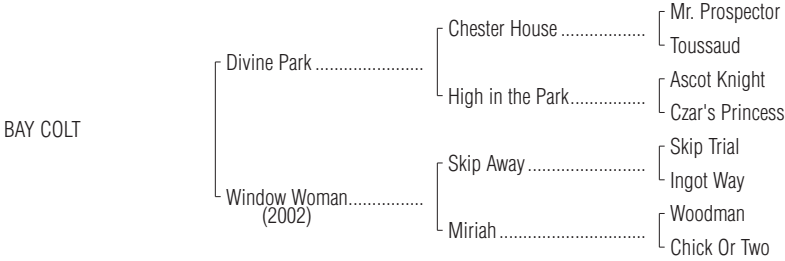 Mr. Prospector
Chester House ..................
Toussaud
Divine Park .......................
Ascot Knight
High in the Park................
Czar's Princess
BAY COLT
Skip Trial
Skip Away .........................
Ingot Way
Window Woman................
(2002)
Woodman
Miriah ...............................
Chick Or Two